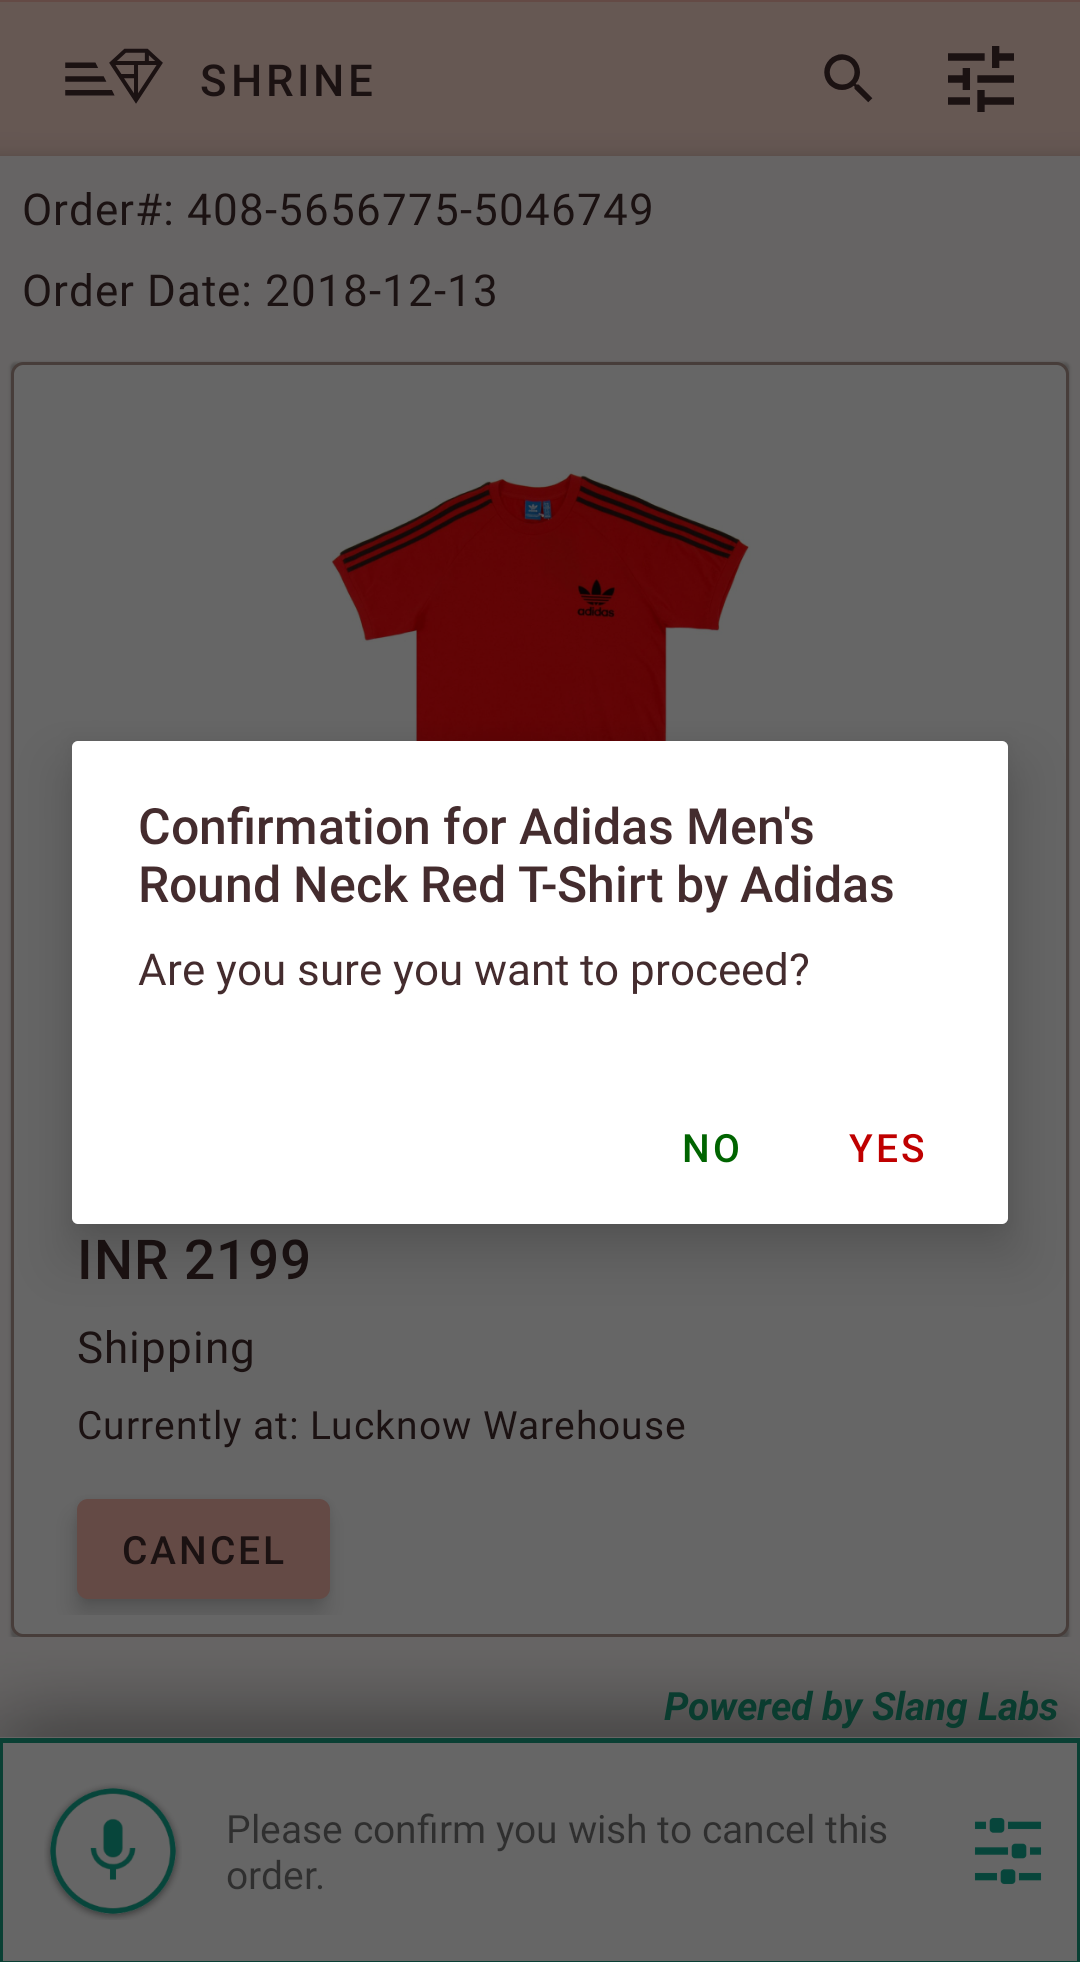 SHRINE
Order#: 408-5656775-5046749
Order Date: 2018-12-13
adidas
Confirmation for Adidas Men's
Round Neck Red T-Shirt by Adidas
Are you sure you want to proceed?
NO YES
INR 2199
Shipping
Currently at: Lucknow Warehouse
CANCEL
Powered by Slang Labs
Please confirm you wish to cancel this
order.